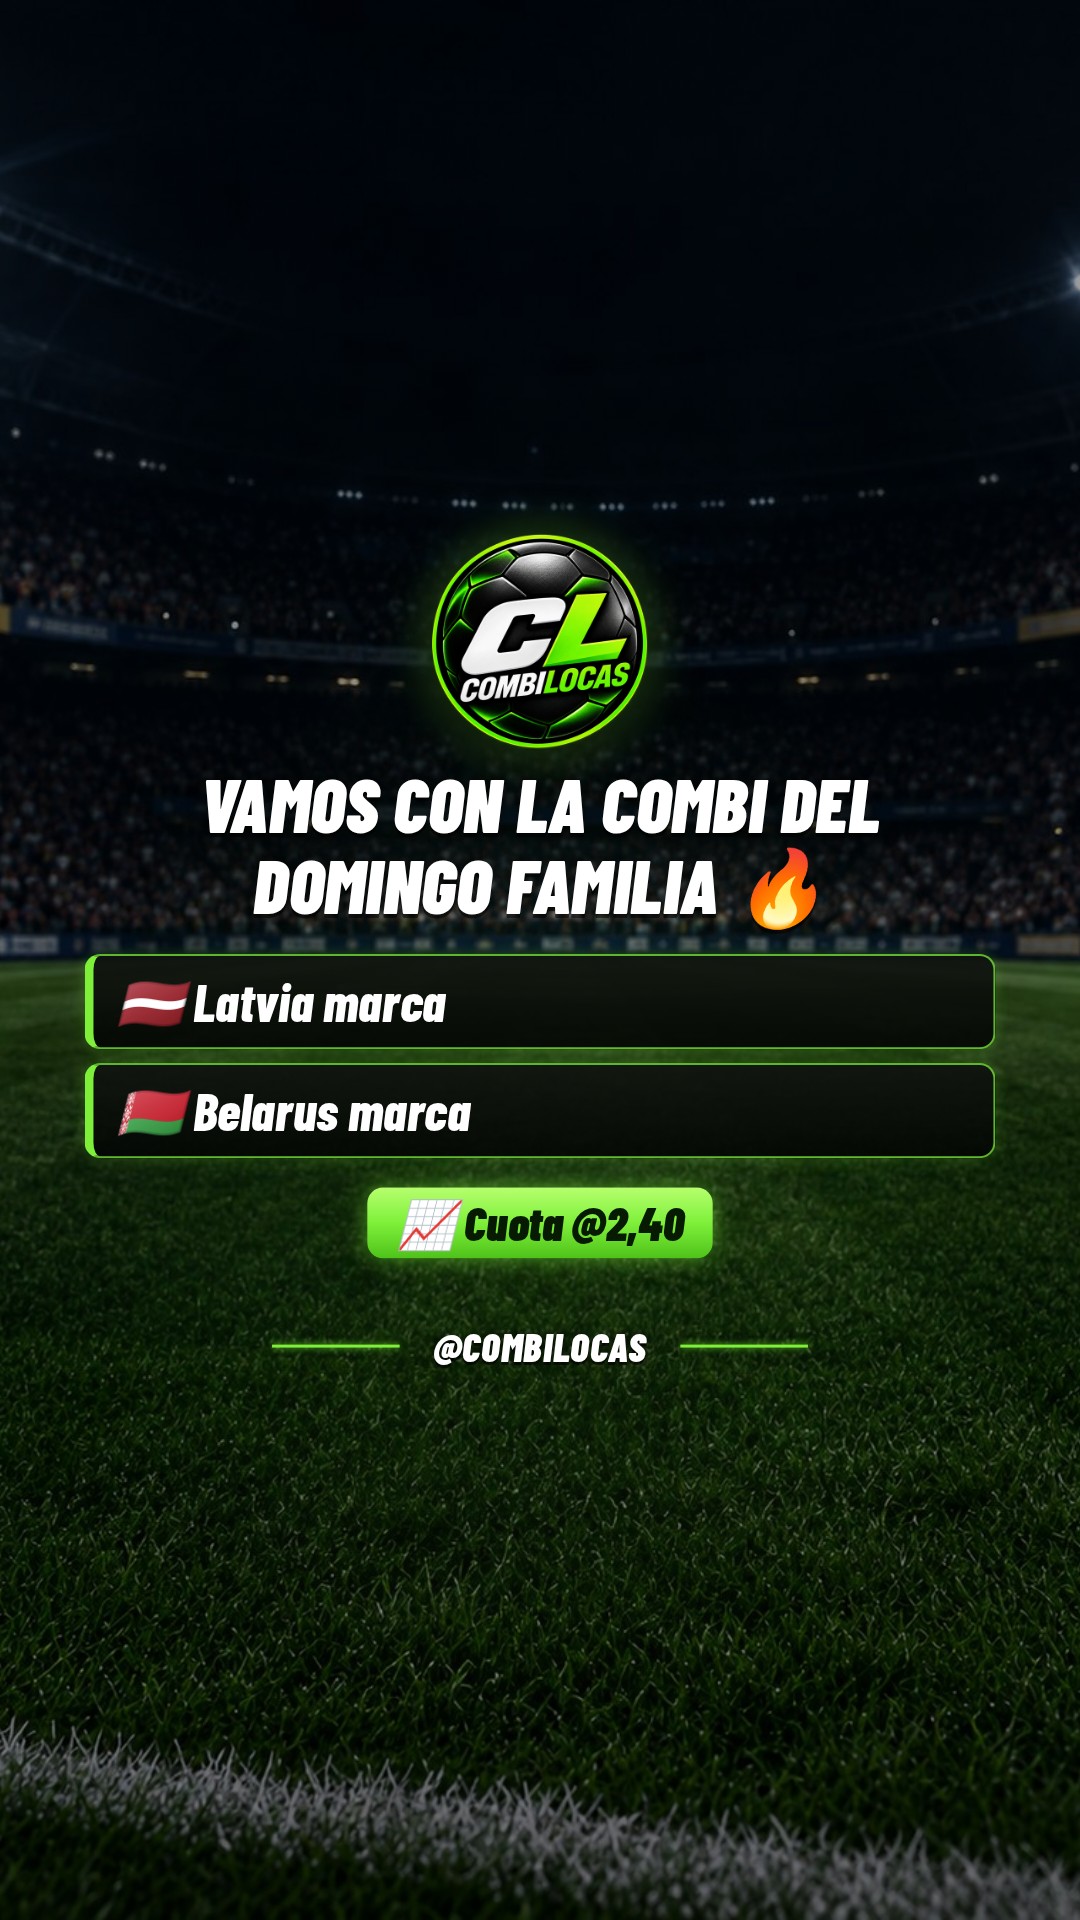 CL
COMBILOCAS
VAMOS CON LA COMBI DEL
DOMINGO FAMILIA 🔥
🇱🇻 Latvia marca
🇧🇾 Belarus marca
📈 Cuota @2,40
@COMBILOCAS